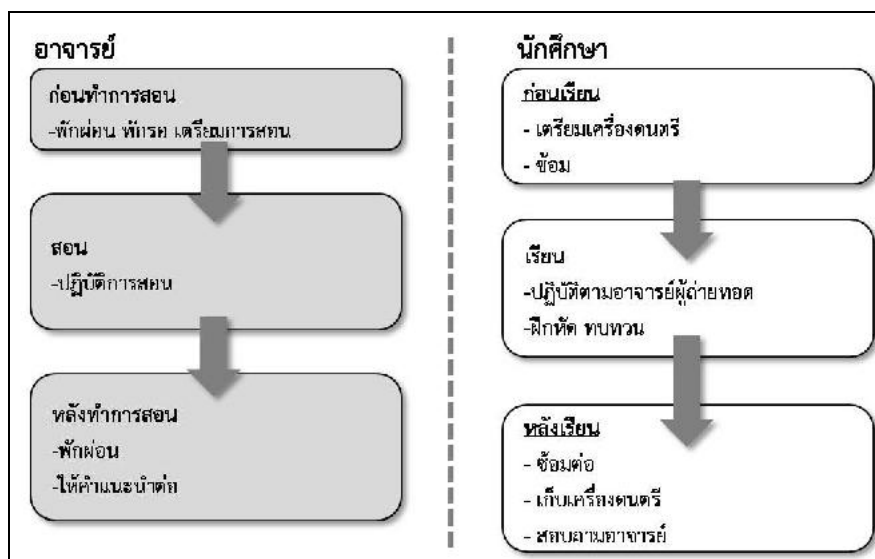 อาจารย์
ก่อนทำการสอน
-พักผ่อน พักรอ เตรียมการสอน
สอน
-ปฏิบัติการสอน
หลังทำการสอน
-พักผ่อน
-ให้คำแนะนำต่อ
นักศึกษา
ก่อนเรียน
- เตรียมเครื่องดนตรี
- ซ้อม
เรียน
-ปฏิบัติตามอาจารย์ผู้ถ่ายทอด
-ฝึกหัด ทบทวน
หลังเรียน
- ซ้อมต่อ
- เก็บเครื่องดนตรี
- สอบถามอาจารย์